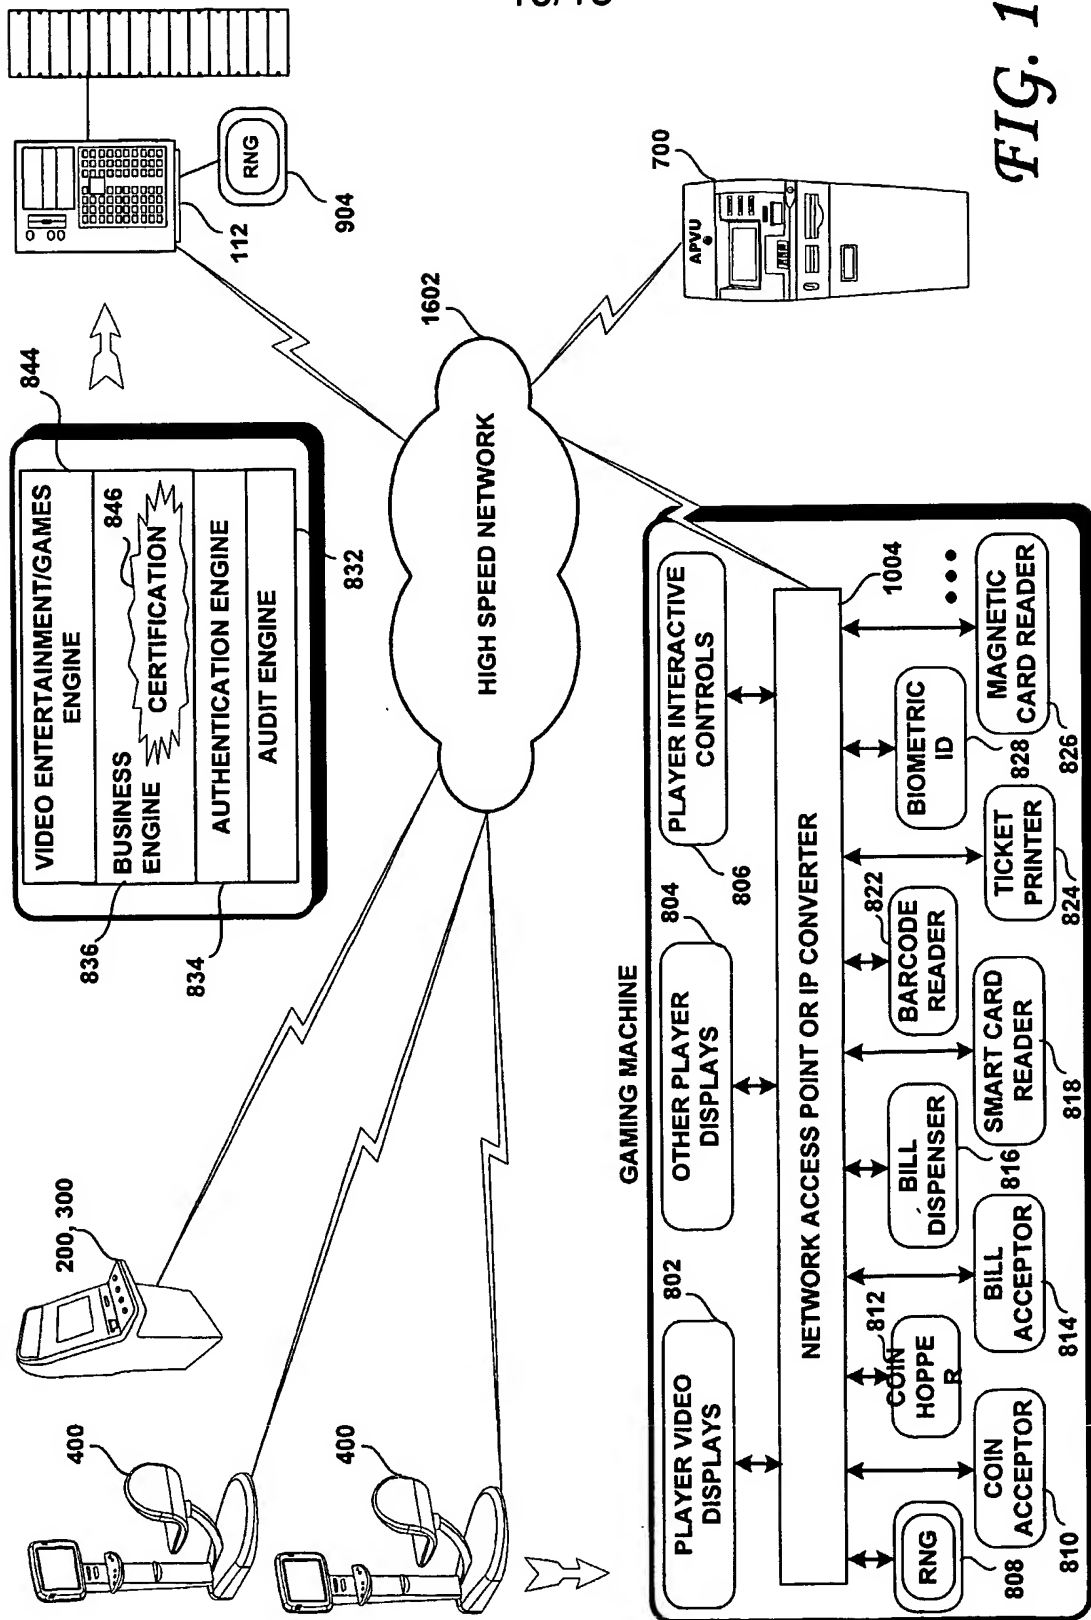 16/16
FIG. 1
VIDEO ENTERTAINMENT/GAMES
ENGINE
844
BUSINESS
ENGINE
CERTIFICATION
846
836
AUTHENTICATION ENGINE
834
AUDIT ENGINE
832
112
RNG
904
200, 300
400
400
HIGH SPEED NETWORK
1602
APVU
700
GAMING MACHINE
PLAYER VIDEO
DISPLAYS
802
OTHER PLAYER
DISPLAYS
804
PLAYER INTERACTIVE
CONTROLS
806
NETWORK ACCESS POINT OR IP CONVERTER
1004
RNG
808
COIN
ACCEPTOR
810
COIN
HOPPE
R
812
BILL
ACCEPTOR
814
BILL
DISPENSER
816
SMART CARD
READER
818
BARCODE
READER
822
TICKET
PRINTER
824
BIOMETRIC
ID
828
MAGNETIC
CARD READER
826